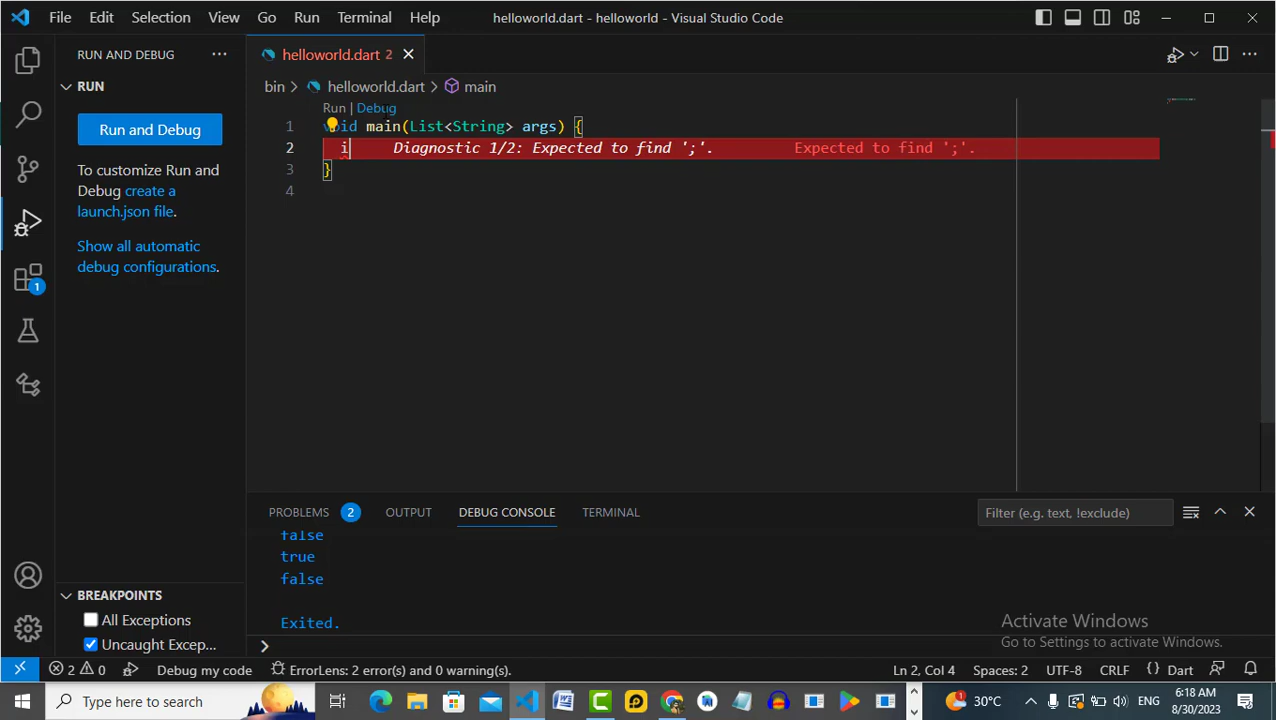 File Edit Selection View Go Run Terminal Help
helloworld.dart - helloworld - Visual Studio Code
RUN AND DEBUG
RUN
Run and Debug
To customize Run and
Debug create a
launch.json file.
Show all automatic
debug configurations.
helloworld.dart 2
bin > helloworld.dart > main
Run | Debug
1 void main(List<String> args) {
2 i Diagnostic 1/2: Expected to find ';'. Expected to find ';'.
3 }
4
1
PROBLEMS 2 OUTPUT DEBUG CONSOLE TERMINAL
Filter (e.g. text, !exclude)
false
true
false
Exited.
>
BREAKPOINTS
All Exceptions
Uncaught Excep...
Activate Windows
Go to Settings to activate Windows.
2 0 Debug my code ErrorLens: 2 error(s) and 0 warning(s).
Ln 2, Col 4 Spaces: 2 UTF-8 CRLF {} Dart
Type here to search
1 30°C ENG 6:18 AM
8/30/2023